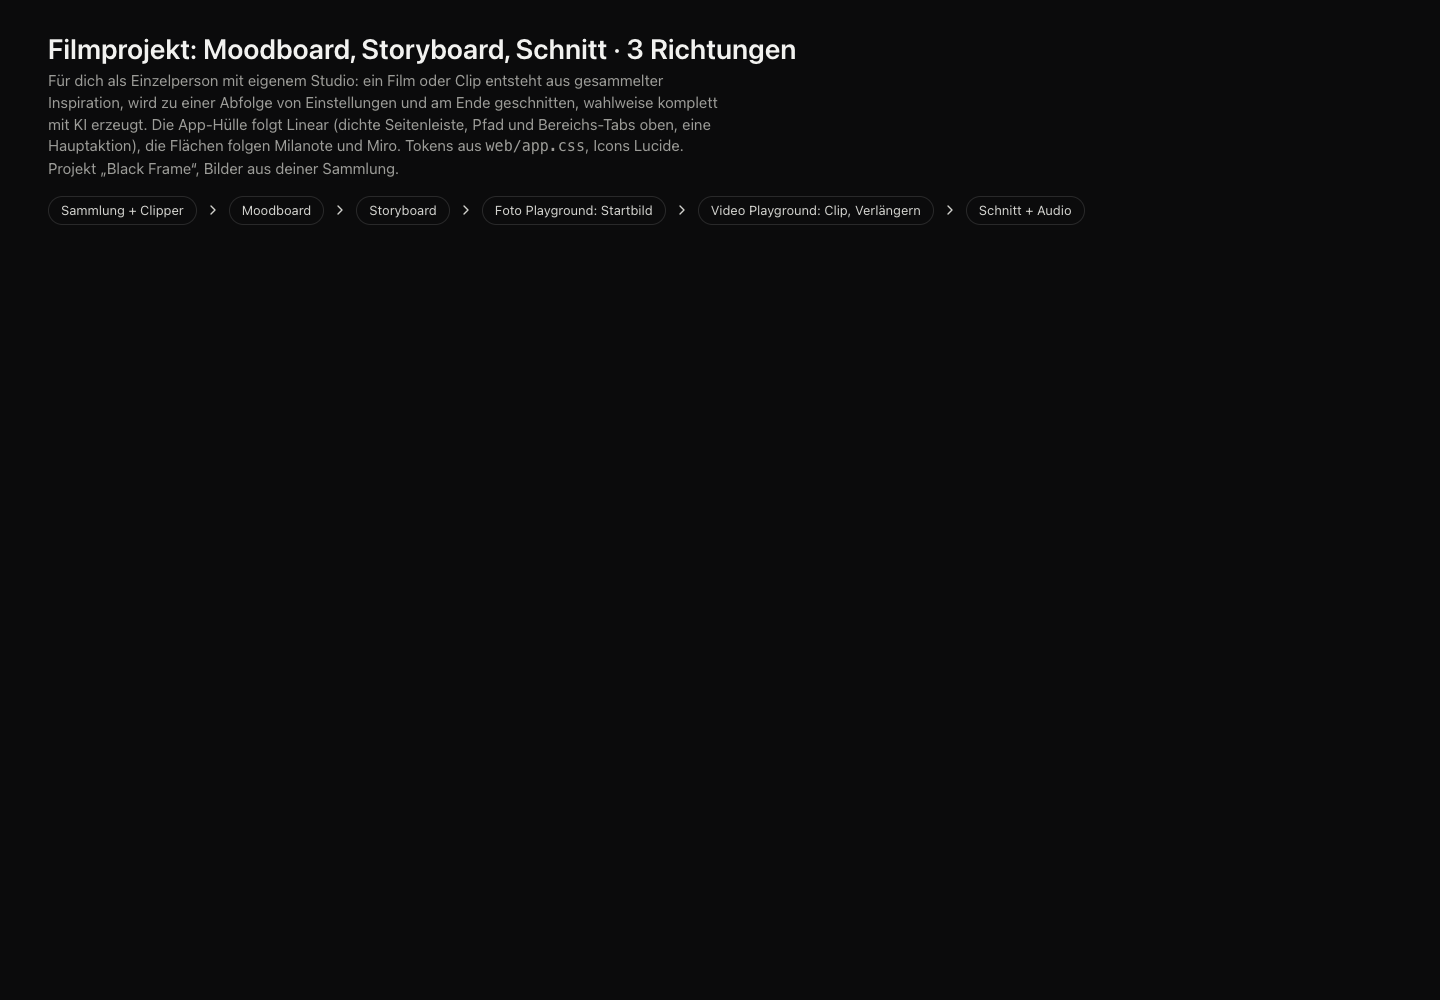 Filmprojekt: Moodboard, Storyboard, Schnitt · 3 Richtungen
Für dich als Einzelperson mit eigenem Studio: ein Film oder Clip entsteht aus gesammelter
Inspiration, wird zu einer Abfolge von Einstellungen und am Ende geschnitten, wahlweise komplett
mit KI erzeugt. Die App-Hülle folgt Linear (dichte Seitenleiste, Pfad und Bereichs-Tabs oben, eine
Hauptaktion), die Flächen folgen Milanote und Miro. Tokens aus web/app.css, Icons Lucide.
Projekt „Black Frame“, Bilder aus deiner Sammlung.
Sammlung + Clipper > Moodboard > Storyboard > Foto Playground: Startbild > Video Playground: Clip, Verlängern > Schnitt + Audio